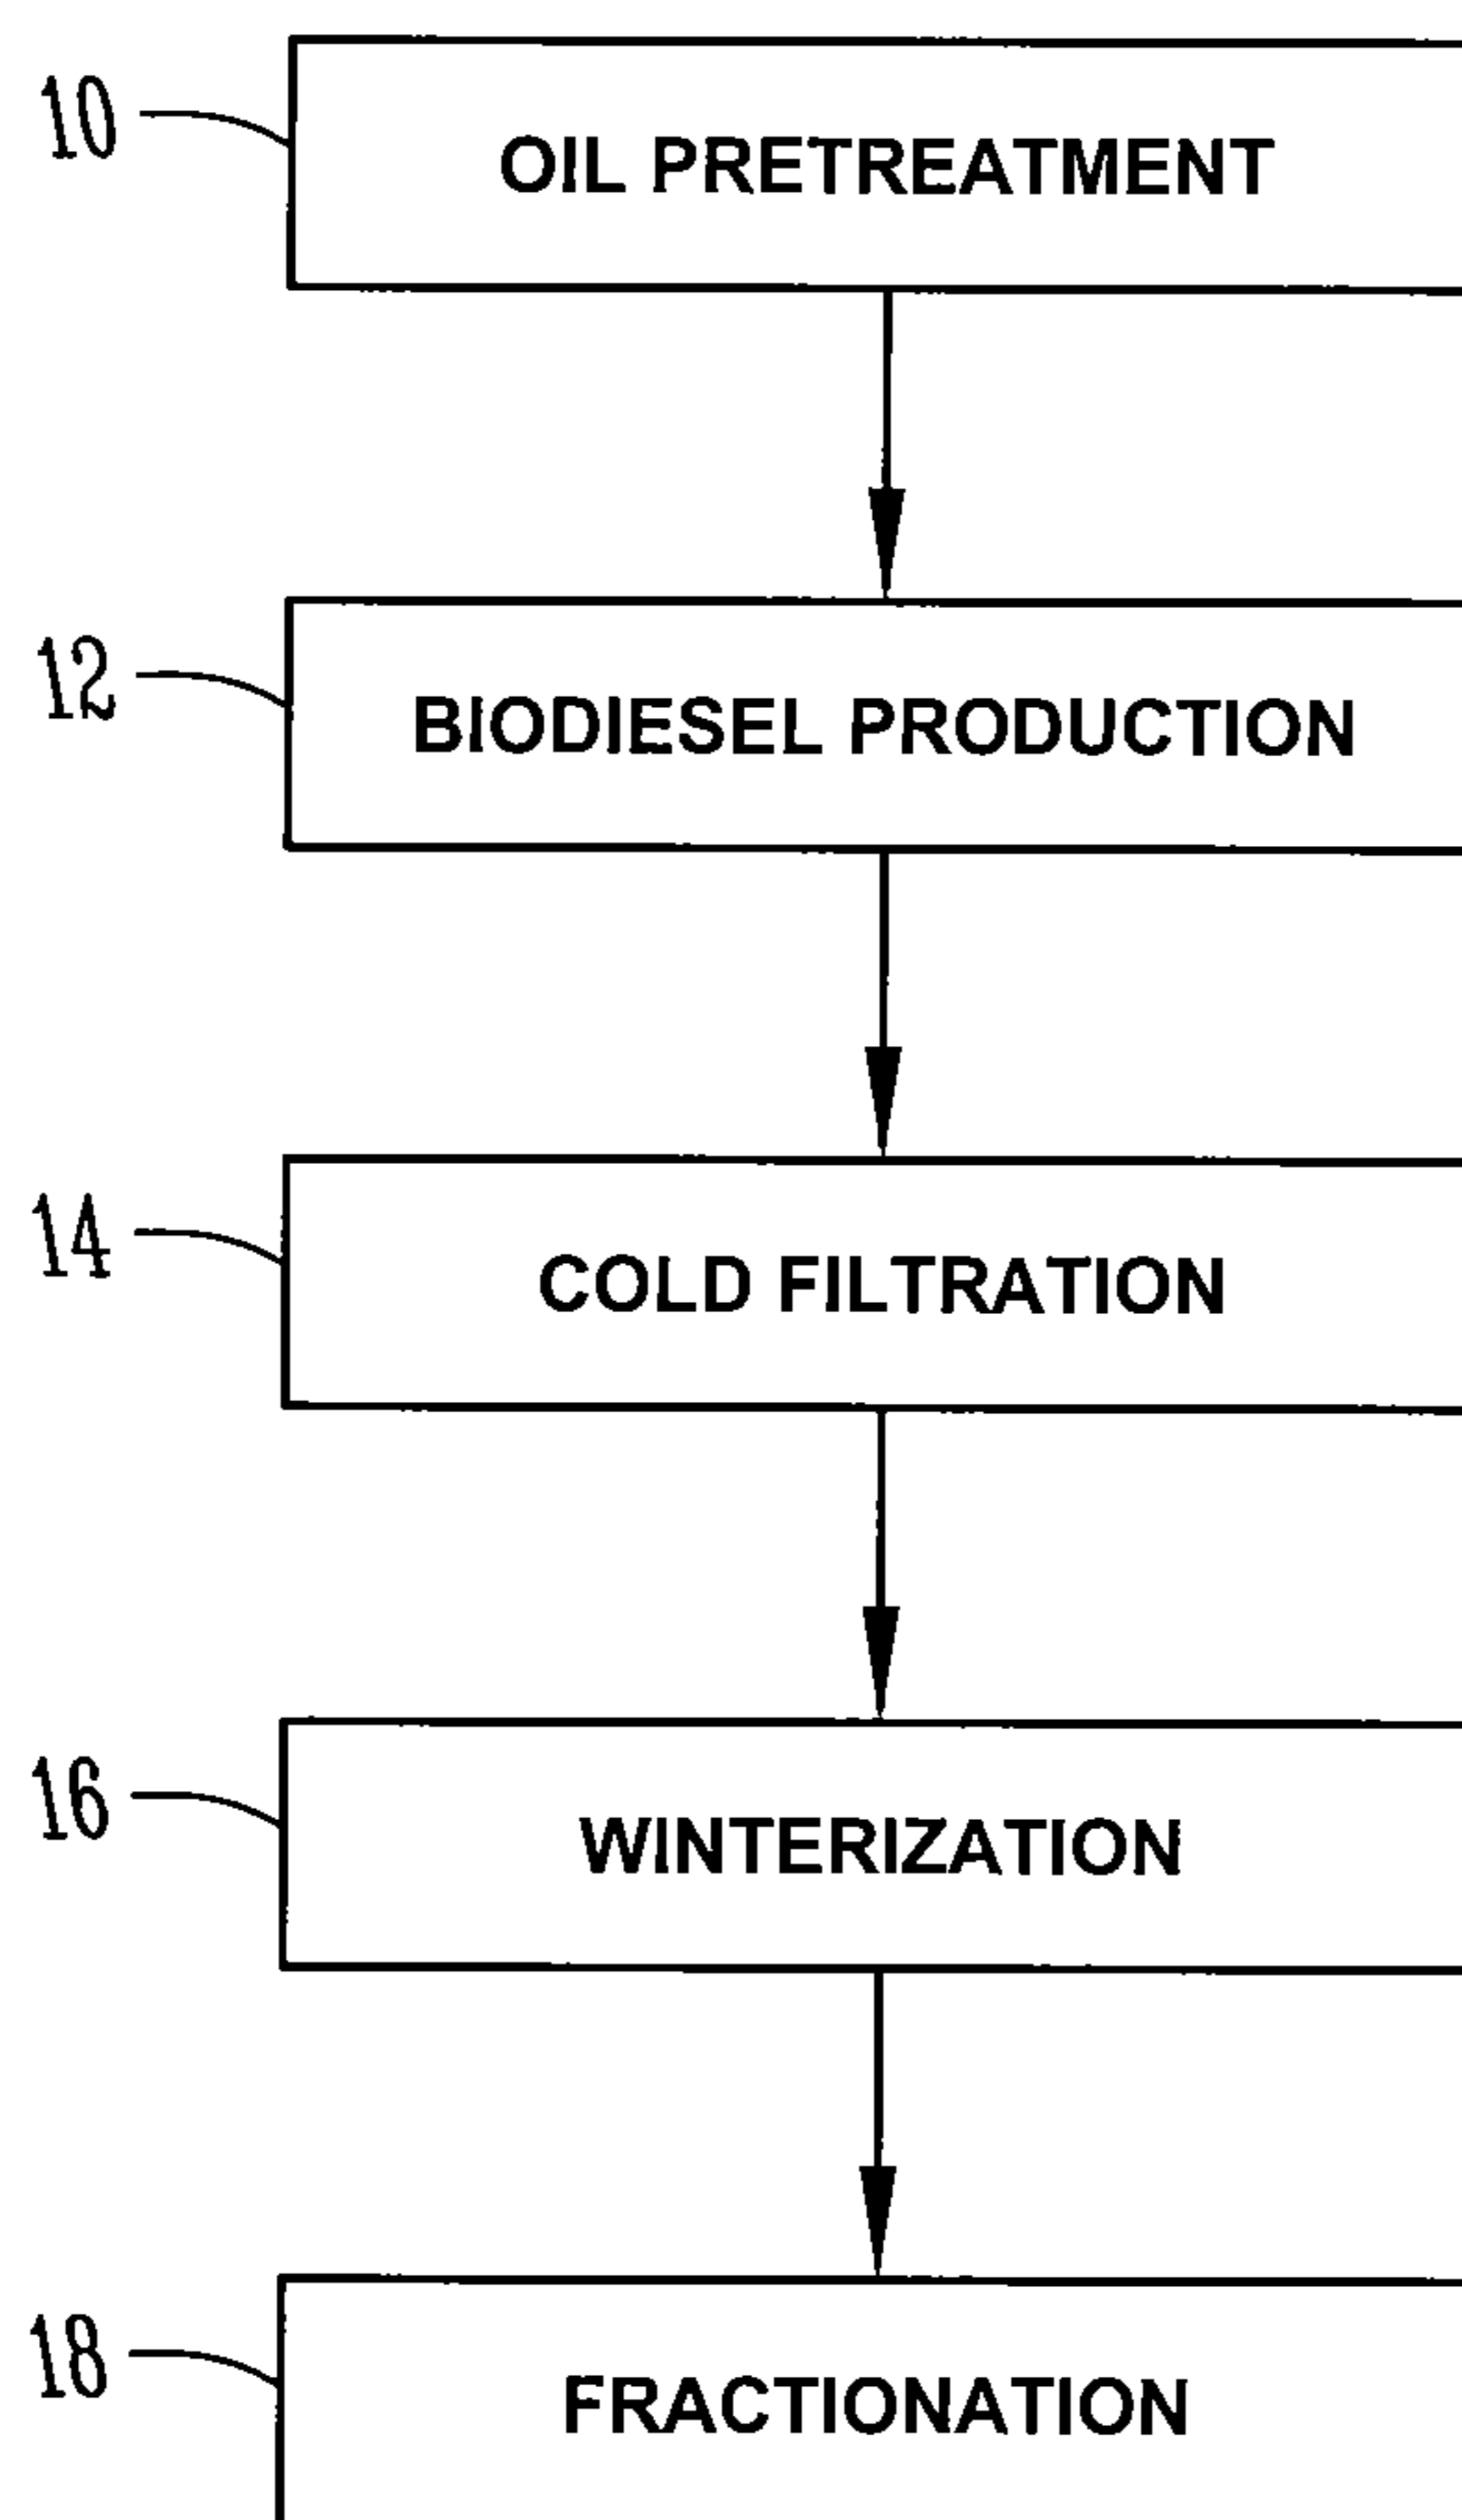 10 OIL PRETREATMENT
12 BIODIESEL PRODUCTION
14 COLD FILTRATION
16 WINTERIZATION
18 FRACTIONATION